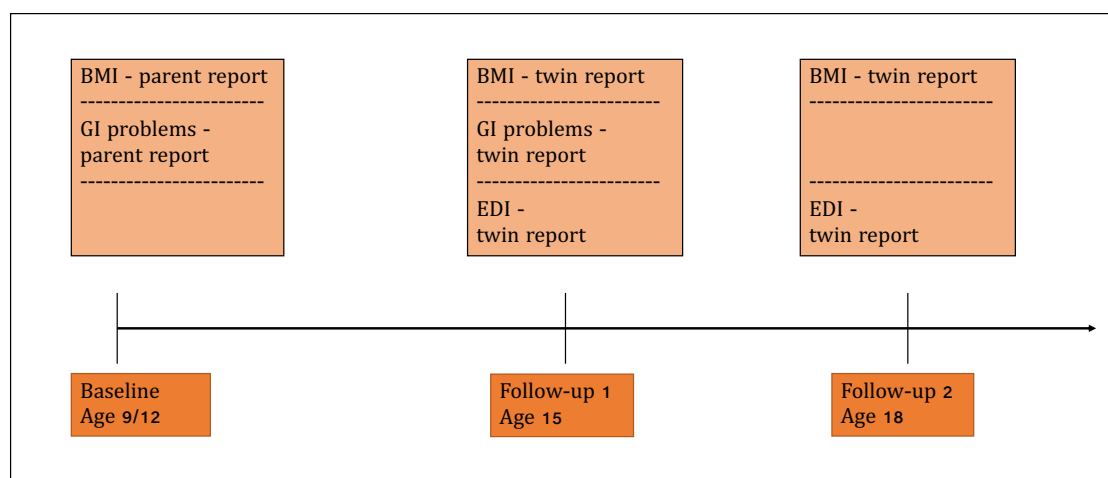 BMI - parent report
------------------------
GI problems -
parent report
------------------------
BMI - twin report
------------------------
GI problems -
twin report
------------------------
EDI -
twin report
BMI - twin report
------------------------
------------------------
EDI -
twin report
Baseline
Age 9/12
Follow-up 1
Age 15
Follow-up 2
Age 18